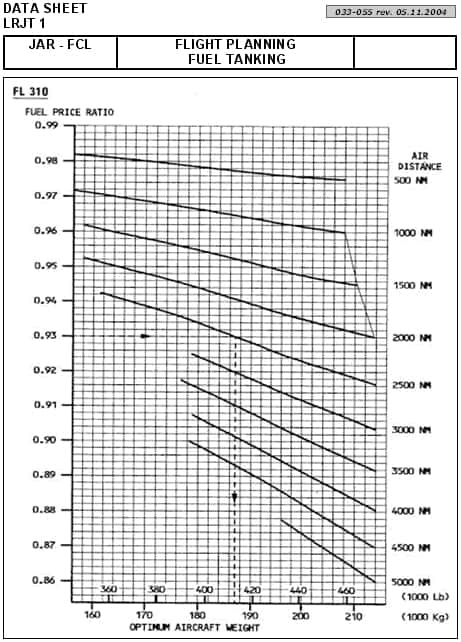 DATA SHEET
LRJT 1
033-055 rev. 05.11.2004
JAR - FCL
FLIGHT PLANNING
FUEL TANKING
FL 310
FUEL PRICE RATIO
0.99
0.98
0.97
0.96
0.95
0.94
0.93
0.92
0.91
0.90
0.89
0.88
0.87
0.86
AIR
DISTANCE
500 NM
1000 NM
1500 NM
2000 NM
2500 NM
3000 NM
3500 NM
4000 NM
4500 NM
5000 NM
360 380 400 420 440 460 (1000 Lb)
160 170 180 190 200 210 (1000 Kg)
OPTIMUM AIRCRAFT WEIGHT